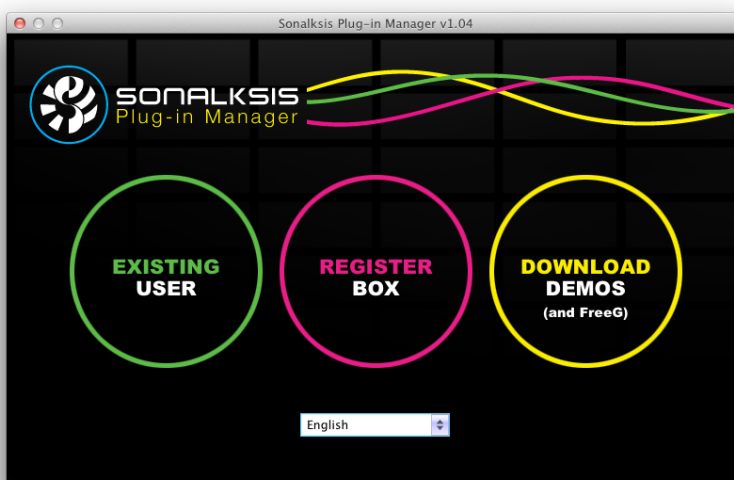 Sonalksis Plug-in Manager v1.04
SONALKSIS
Plug-in Manager
EXISTING
USER
REGISTER
BOX
DOWNLOAD
DEMOS
(and FreeG)
English